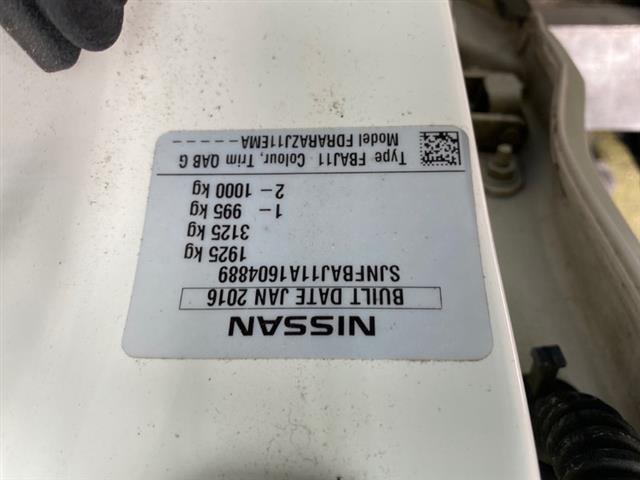 NISSAN
BUILT DATE JAN 2016
SJNFBAJ11A1604889
1925 kg
3125 kg
1– 995 kg
2– 1000 kg
Type FBAJ11 Colour, Trim QAB G
Model FDRARAZJ11EMA-----